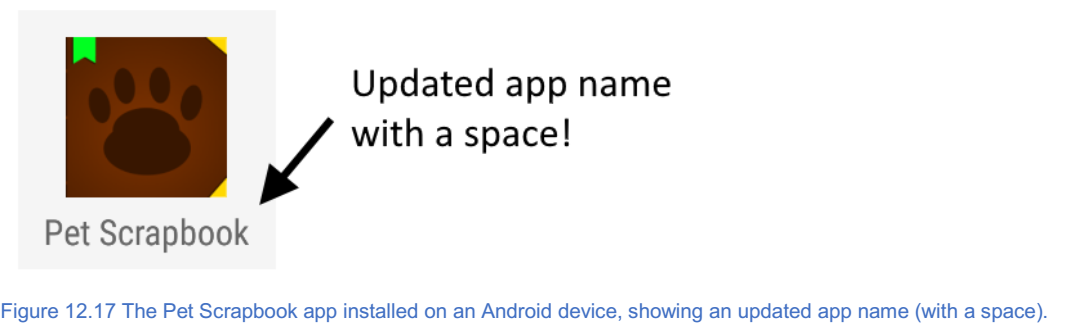 Updated app name
with a space!
Pet Scrapbook
Figure 12.17 The Pet Scrapbook app installed on an Android device, showing an updated app name (with a space).